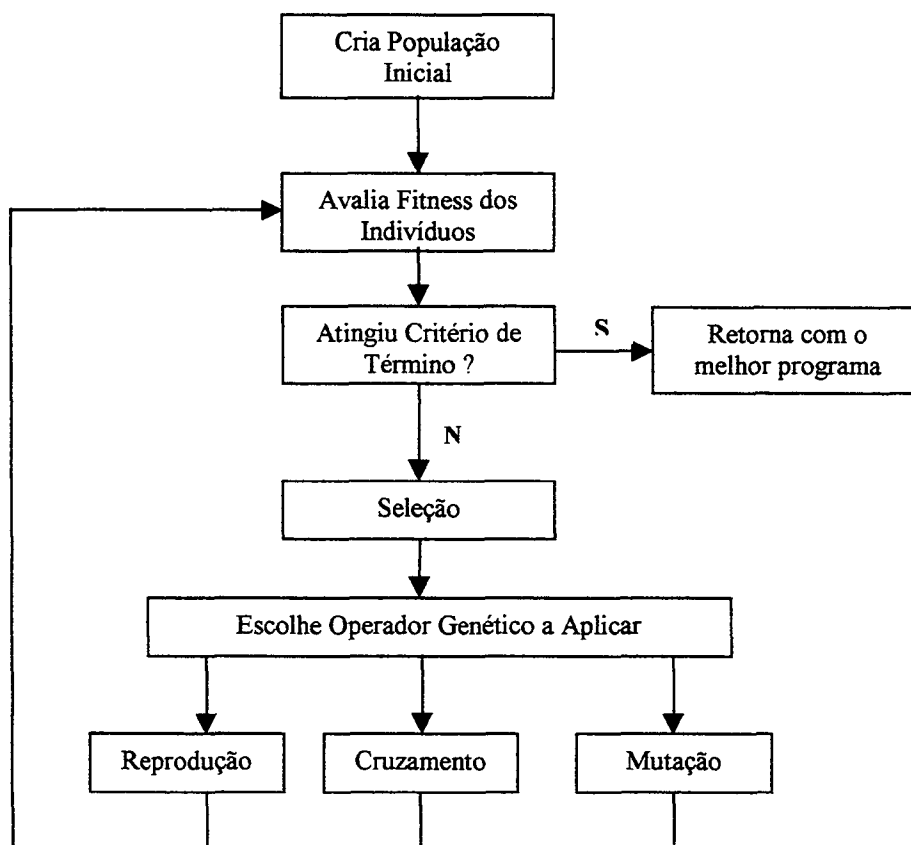 Cria População
Inicial
Avalia Fitness dos
Indivíduos
Atingiu Critério de
Término ?
S
Retorna com o
melhor programa
N
Seleção
Escolhe Operador Genético a Aplicar
Reprodução
Cruzamento
Mutação